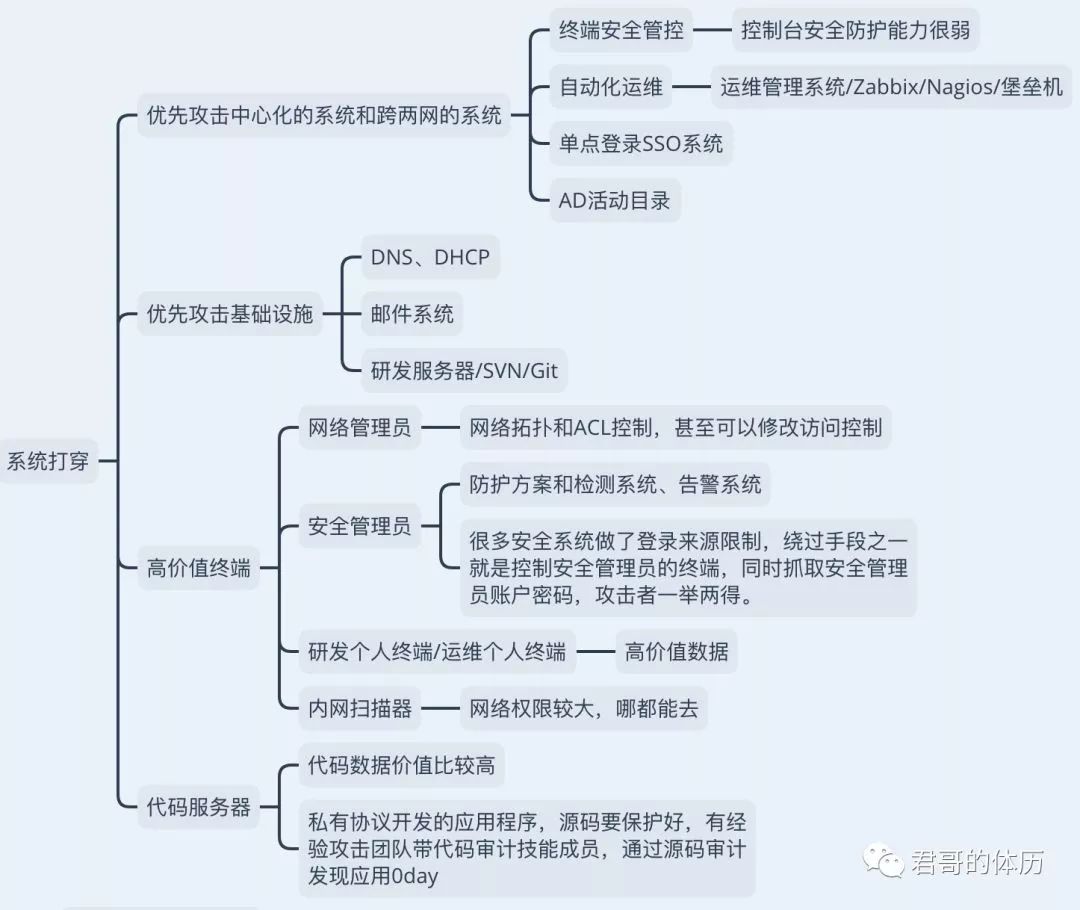 系统打穿
优先攻击中心化的系统和跨两网的系统
终端安全管控
控制台安全防护能力很弱
自动化运维
运维管理系统/Zabbix/Nagios/堡垒机
单点登录SSO系统
AD活动目录
优先攻击基础设施
DNS、DHCP
邮件系统
研发服务器/SVN/Git
高价值终端
网络管理员
网络拓扑和ACL控制，甚至可以修改访问控制
安全管理员
防护方案和检测系统、告警系统
很多安全系统做了登录来源限制，绕过手段之一
就是控制安全管理员的终端，同时抓取安全管理
员账户密码，攻击者一举两得。
研发个人终端/运维个人终端
高价值数据
内网扫描器
网络权限较大，哪都能去
代码服务器
代码数据价值比较高
私有协议开发的应用程序，源码要保护好，有经
验攻击团队带代码审计技能成员，通过源码审计
发现应用0day
君哥的体历